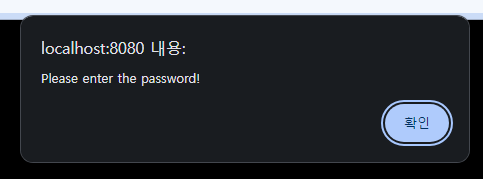 localhost:8080 내용:
Please enter the password!
확인